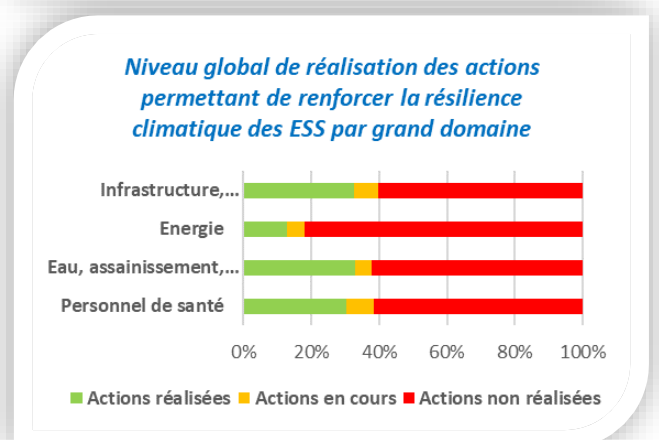 Niveau global de réalisation des actions
permettant de renforcer la résilience
climatique des ESS par grand domaine
Infrastructure,...
Energie
Eau, assainissement,...
Personnel de santé
0% 20% 40% 60% 80% 100%
Actions réalisées Actions en cours Actions non réalisées